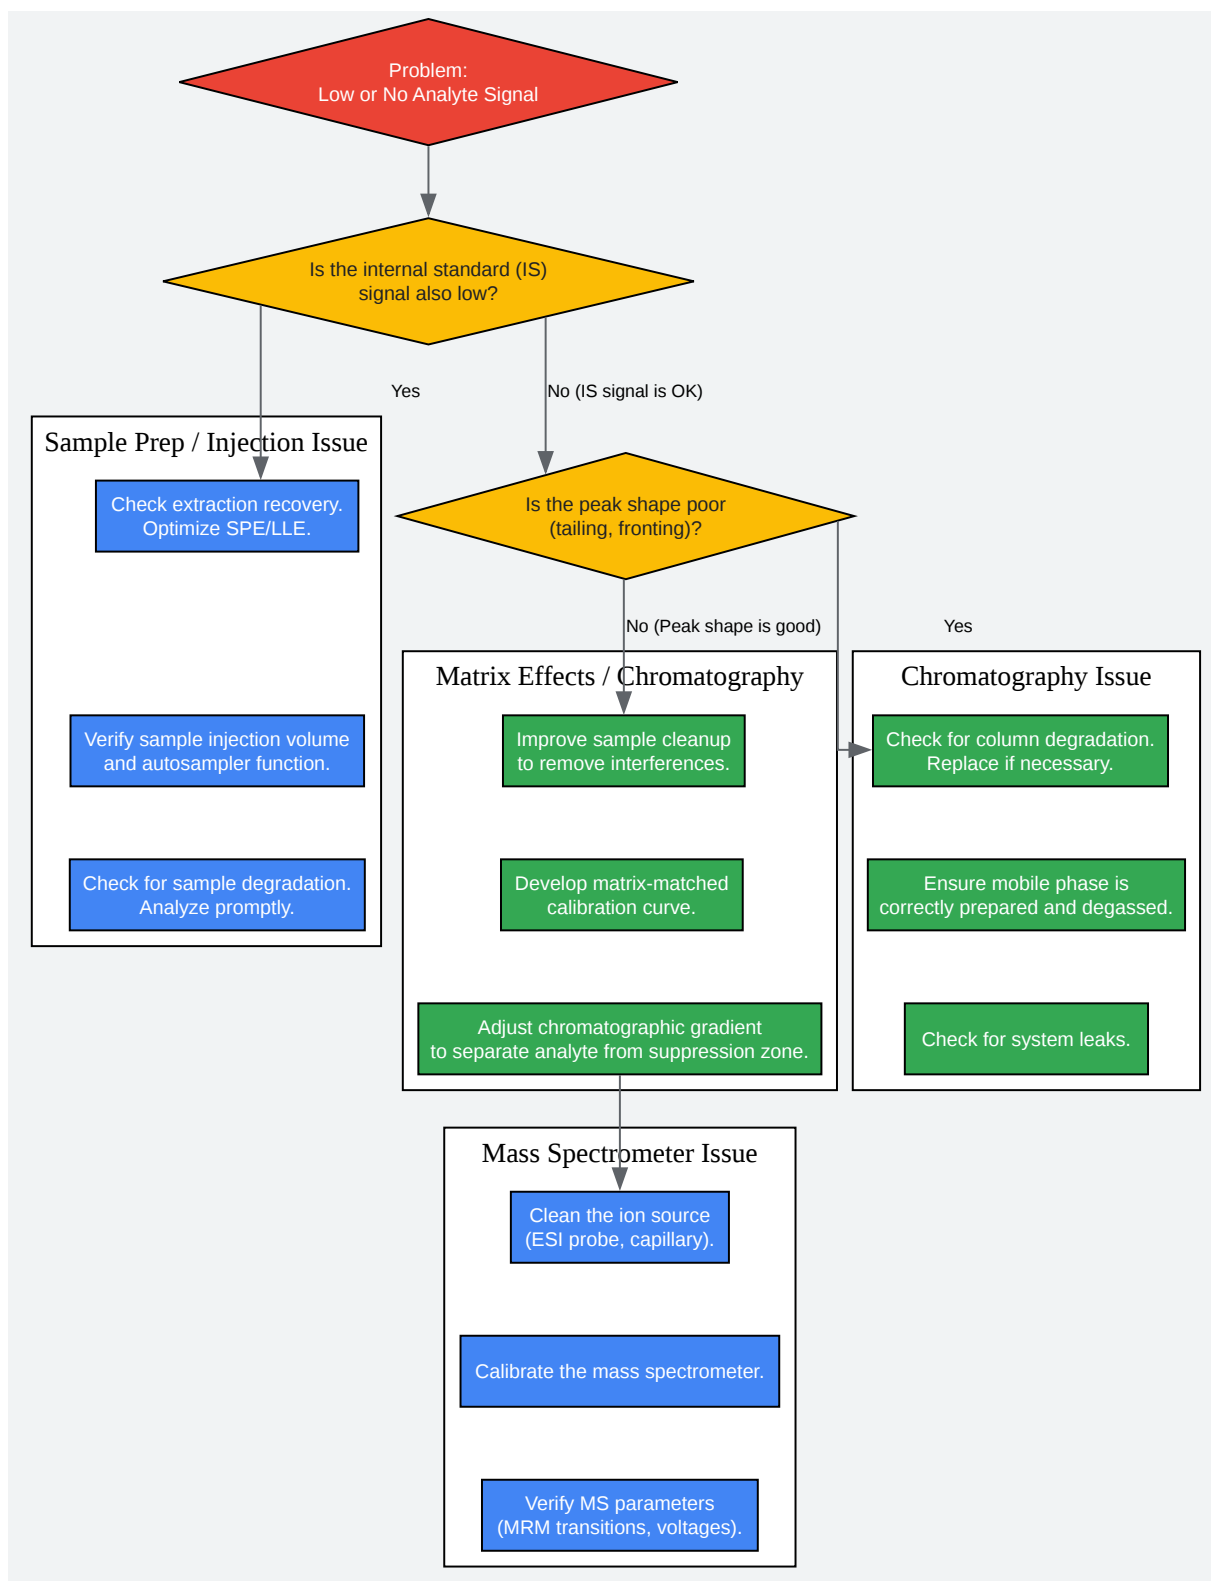 Problem:
Low or No Analyte Signal
Is the internal standard (IS)
signal also low?
Yes
No (IS signal is OK)
Sample Prep / Injection Issue
Check extraction recovery.
Optimize SPE/LLE.
Verify sample injection volume
and autosampler function.
Check for sample degradation.
Analyze promptly.
Is the peak shape poor
(tailing, fronting)?
No (Peak shape is good)
Yes
Matrix Effects / Chromatography
Improve sample cleanup
to remove interferences.
Develop matrix-matched
calibration curve.
Adjust chromatographic gradient
to separate analyte from suppression zone.
Chromatography Issue
Check for column degradation.
Replace if necessary.
Ensure mobile phase is
correctly prepared and degassed.
Check for system leaks.
Mass Spectrometer Issue
Clean the ion source
(ESI probe, capillary).
Calibrate the mass spectrometer.
Verify MS parameters
(MRM transitions, voltages).